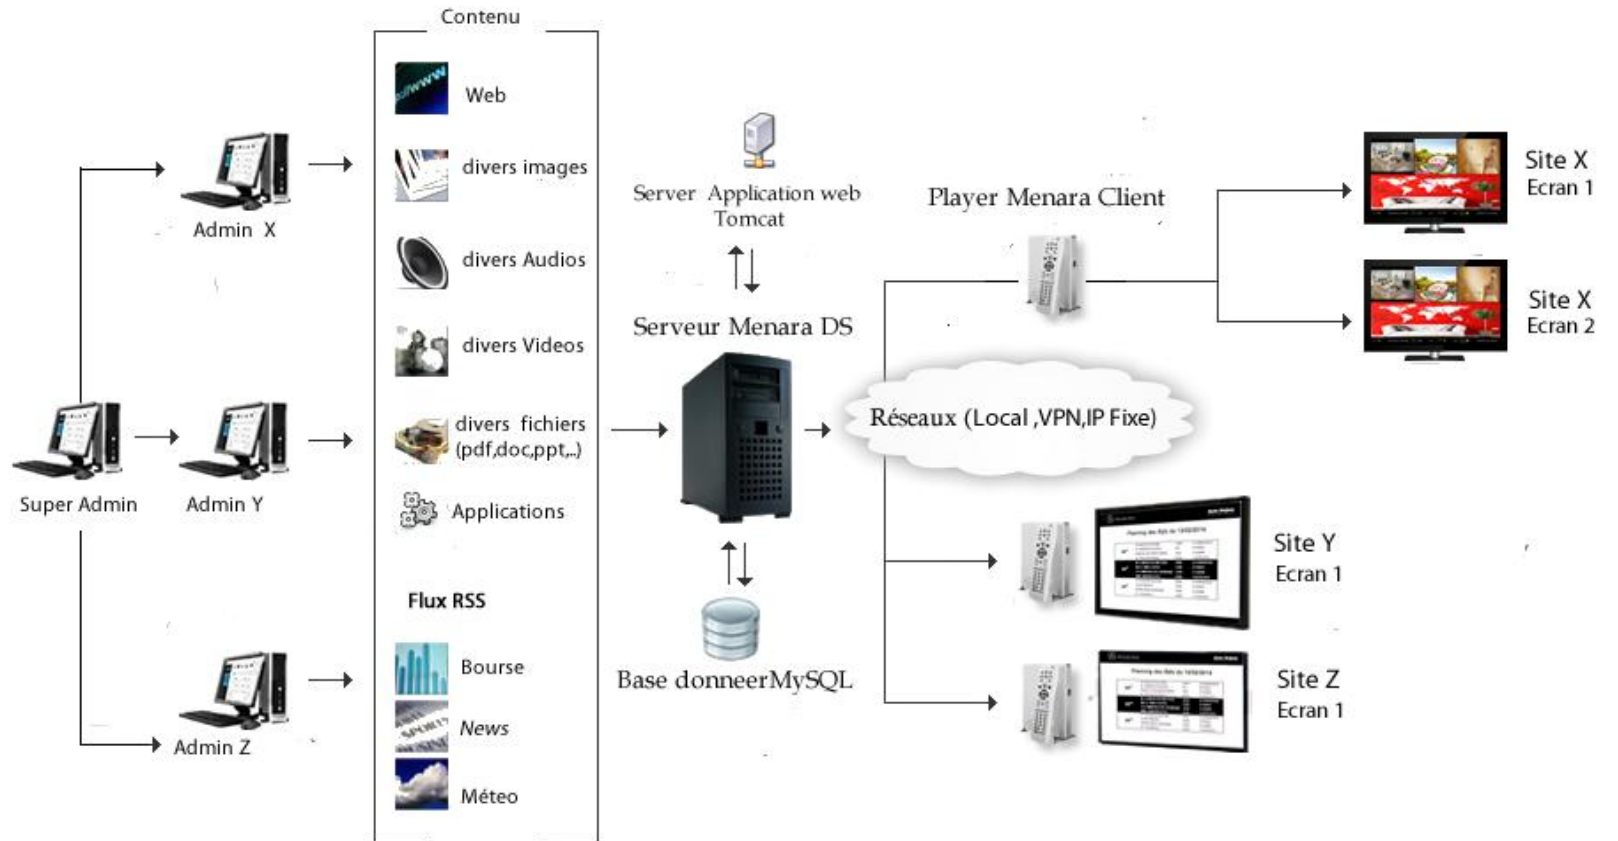 Contenu
Web
divers images
divers Audios
divers Videos
divers fichiers
(pdf,doc,ppt,..)
Applications
Flux RSS
Bourse
News
Méteo
Super Admin
Admin X
Admin Y
Admin Z
Server Application web
Tomcat
Serveur Menara DS
Base donneerMySQL
Réseaux (Local ,VPN,IP Fixe)
Player Menara Client
Site X
Ecran 1
Site X
Ecran 2
Site Y
Ecran 1
Site Z
Ecran 1